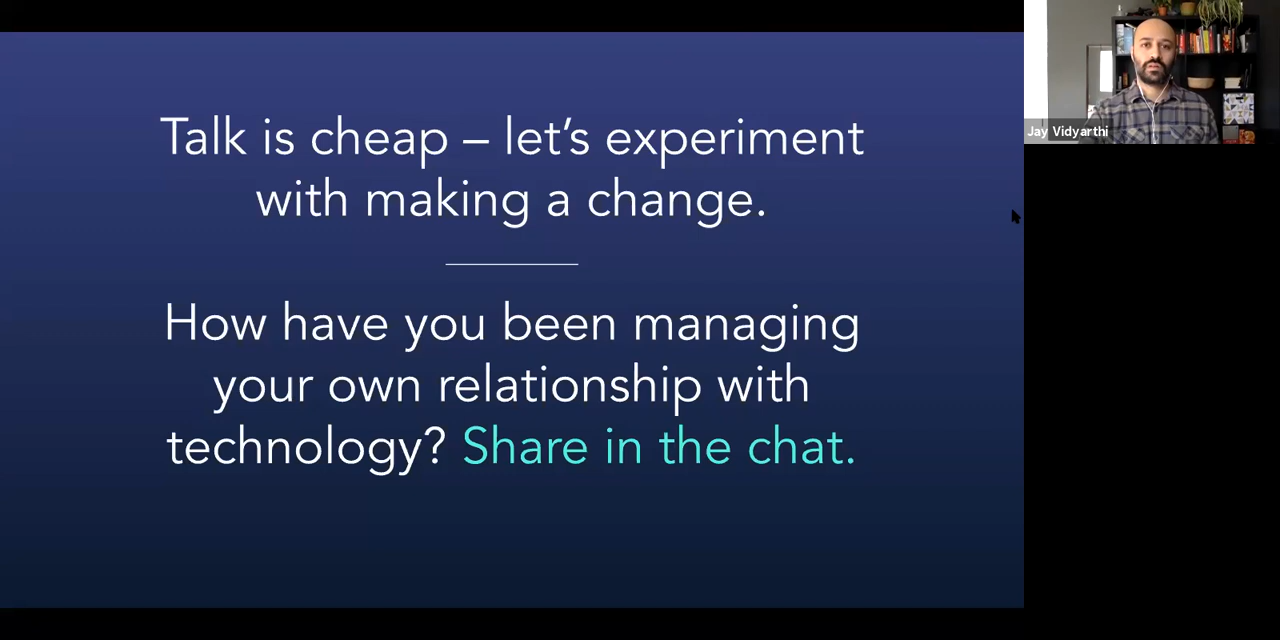 Talk is cheap – let’s experiment
with making a change.
How have you been managing
your own relationship with
technology? Share in the chat.
Jay Vidyarthi